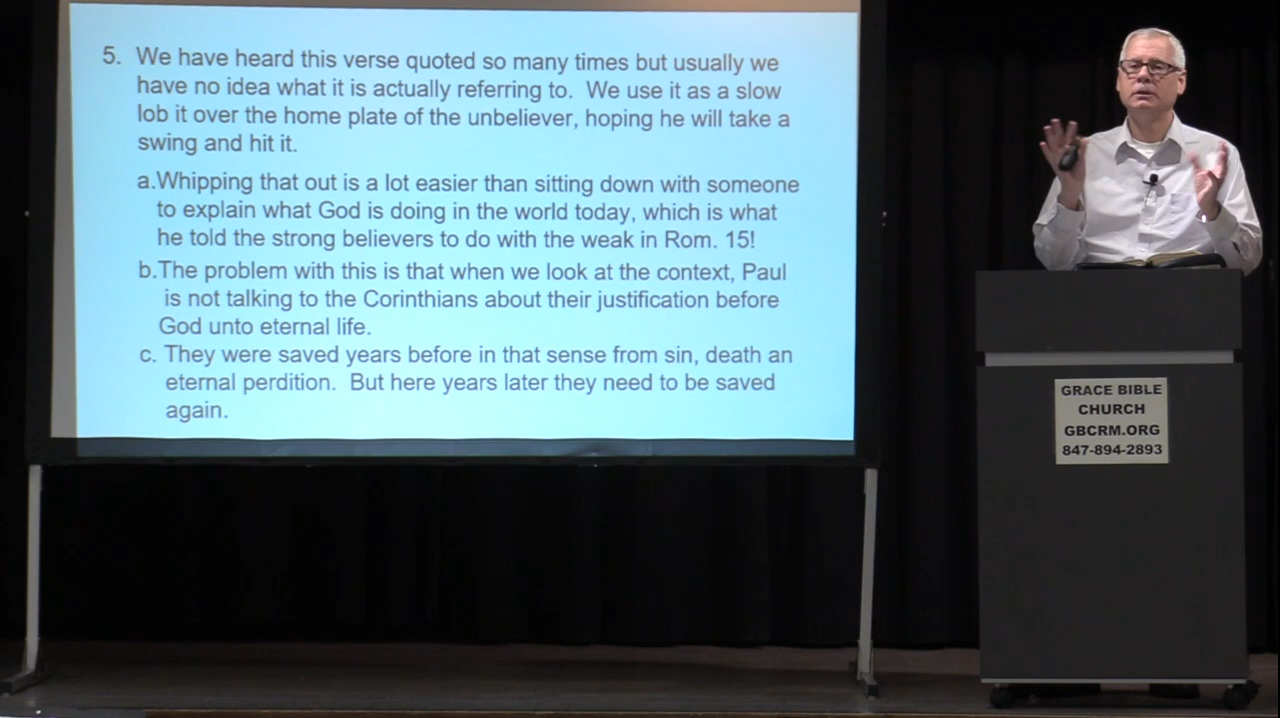 5. We have heard this verse quoted so many times but usually we
have no idea what it is actually referring to. We use it as a slow
lob it over the home plate of the unbeliever, hoping he will take a
swing and hit it.
a.Whipping that out is a lot easier than sitting down with someone
to explain what God is doing in the world today, which is what
he told the strong believers to do with the weak in Rom. 15!
b.The problem with this is that when we look at the context, Paul
is not talking to the Corinthians about their justification before
God unto eternal life.
c. They were saved years before in that sense from sin, death an
eternal perdition. But here years later they need to be saved
again.
GRACE BIBLE
CHURCH
GBCRM.ORG
847-894-2893